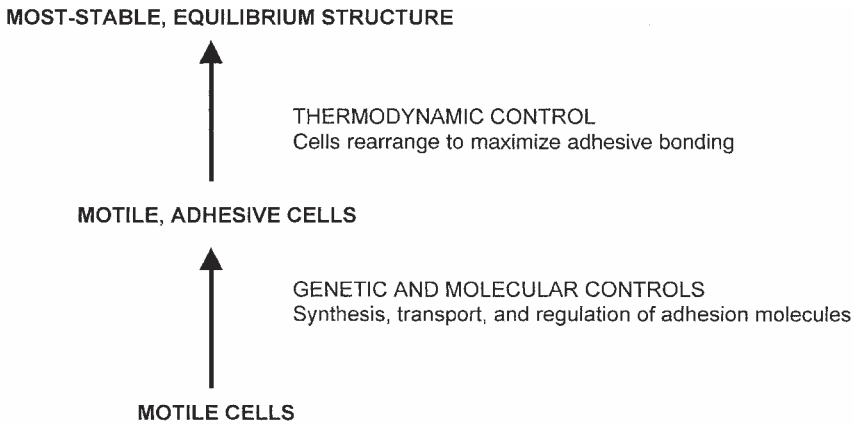 MOST-STABLE, EQUILIBRIUM STRUCTURE
THERMODYNAMIC CONTROL
Cells rearrange to maximize adhesive bonding
MOTILE, ADHESIVE CELLS
GENETIC AND MOLECULAR CONTROLS
Synthesis, transport, and regulation of adhesion molecules
MOTILE CELLS